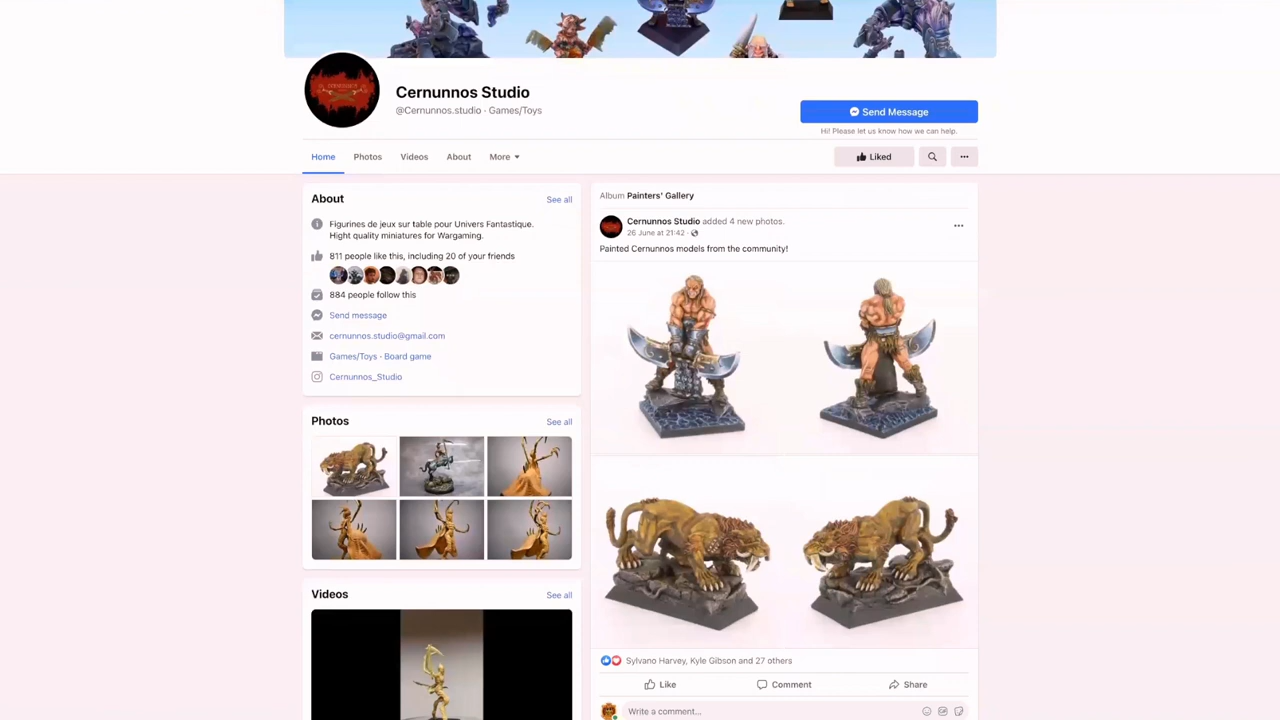 Cernunnos Studio
@Cernunnos.studio · Games/Toys
Send Message
Hi! Please let us know how we can help.
Home
Photos
Videos
About
More
Liked
About
See all
Figurines de jeux sur table pour Univers Fantastique.
Hight quality miniatures for Wargaming.
811 people like this, including 20 of your friends
884 people follow this
Send message
cernunnos.studio@gmail.com
Games/Toys · Board game
Cernunnos_Studio
Photos
See all
Videos
See all
Album Painters' Gallery
Cernunnos Studio added 4 new photos.
26 June at 21:42 ·
Painted Cernunnos models from the community!
Sylvano Harvey, Kyle Gibson and 27 others
Like
Comment
Share
Write a comment...